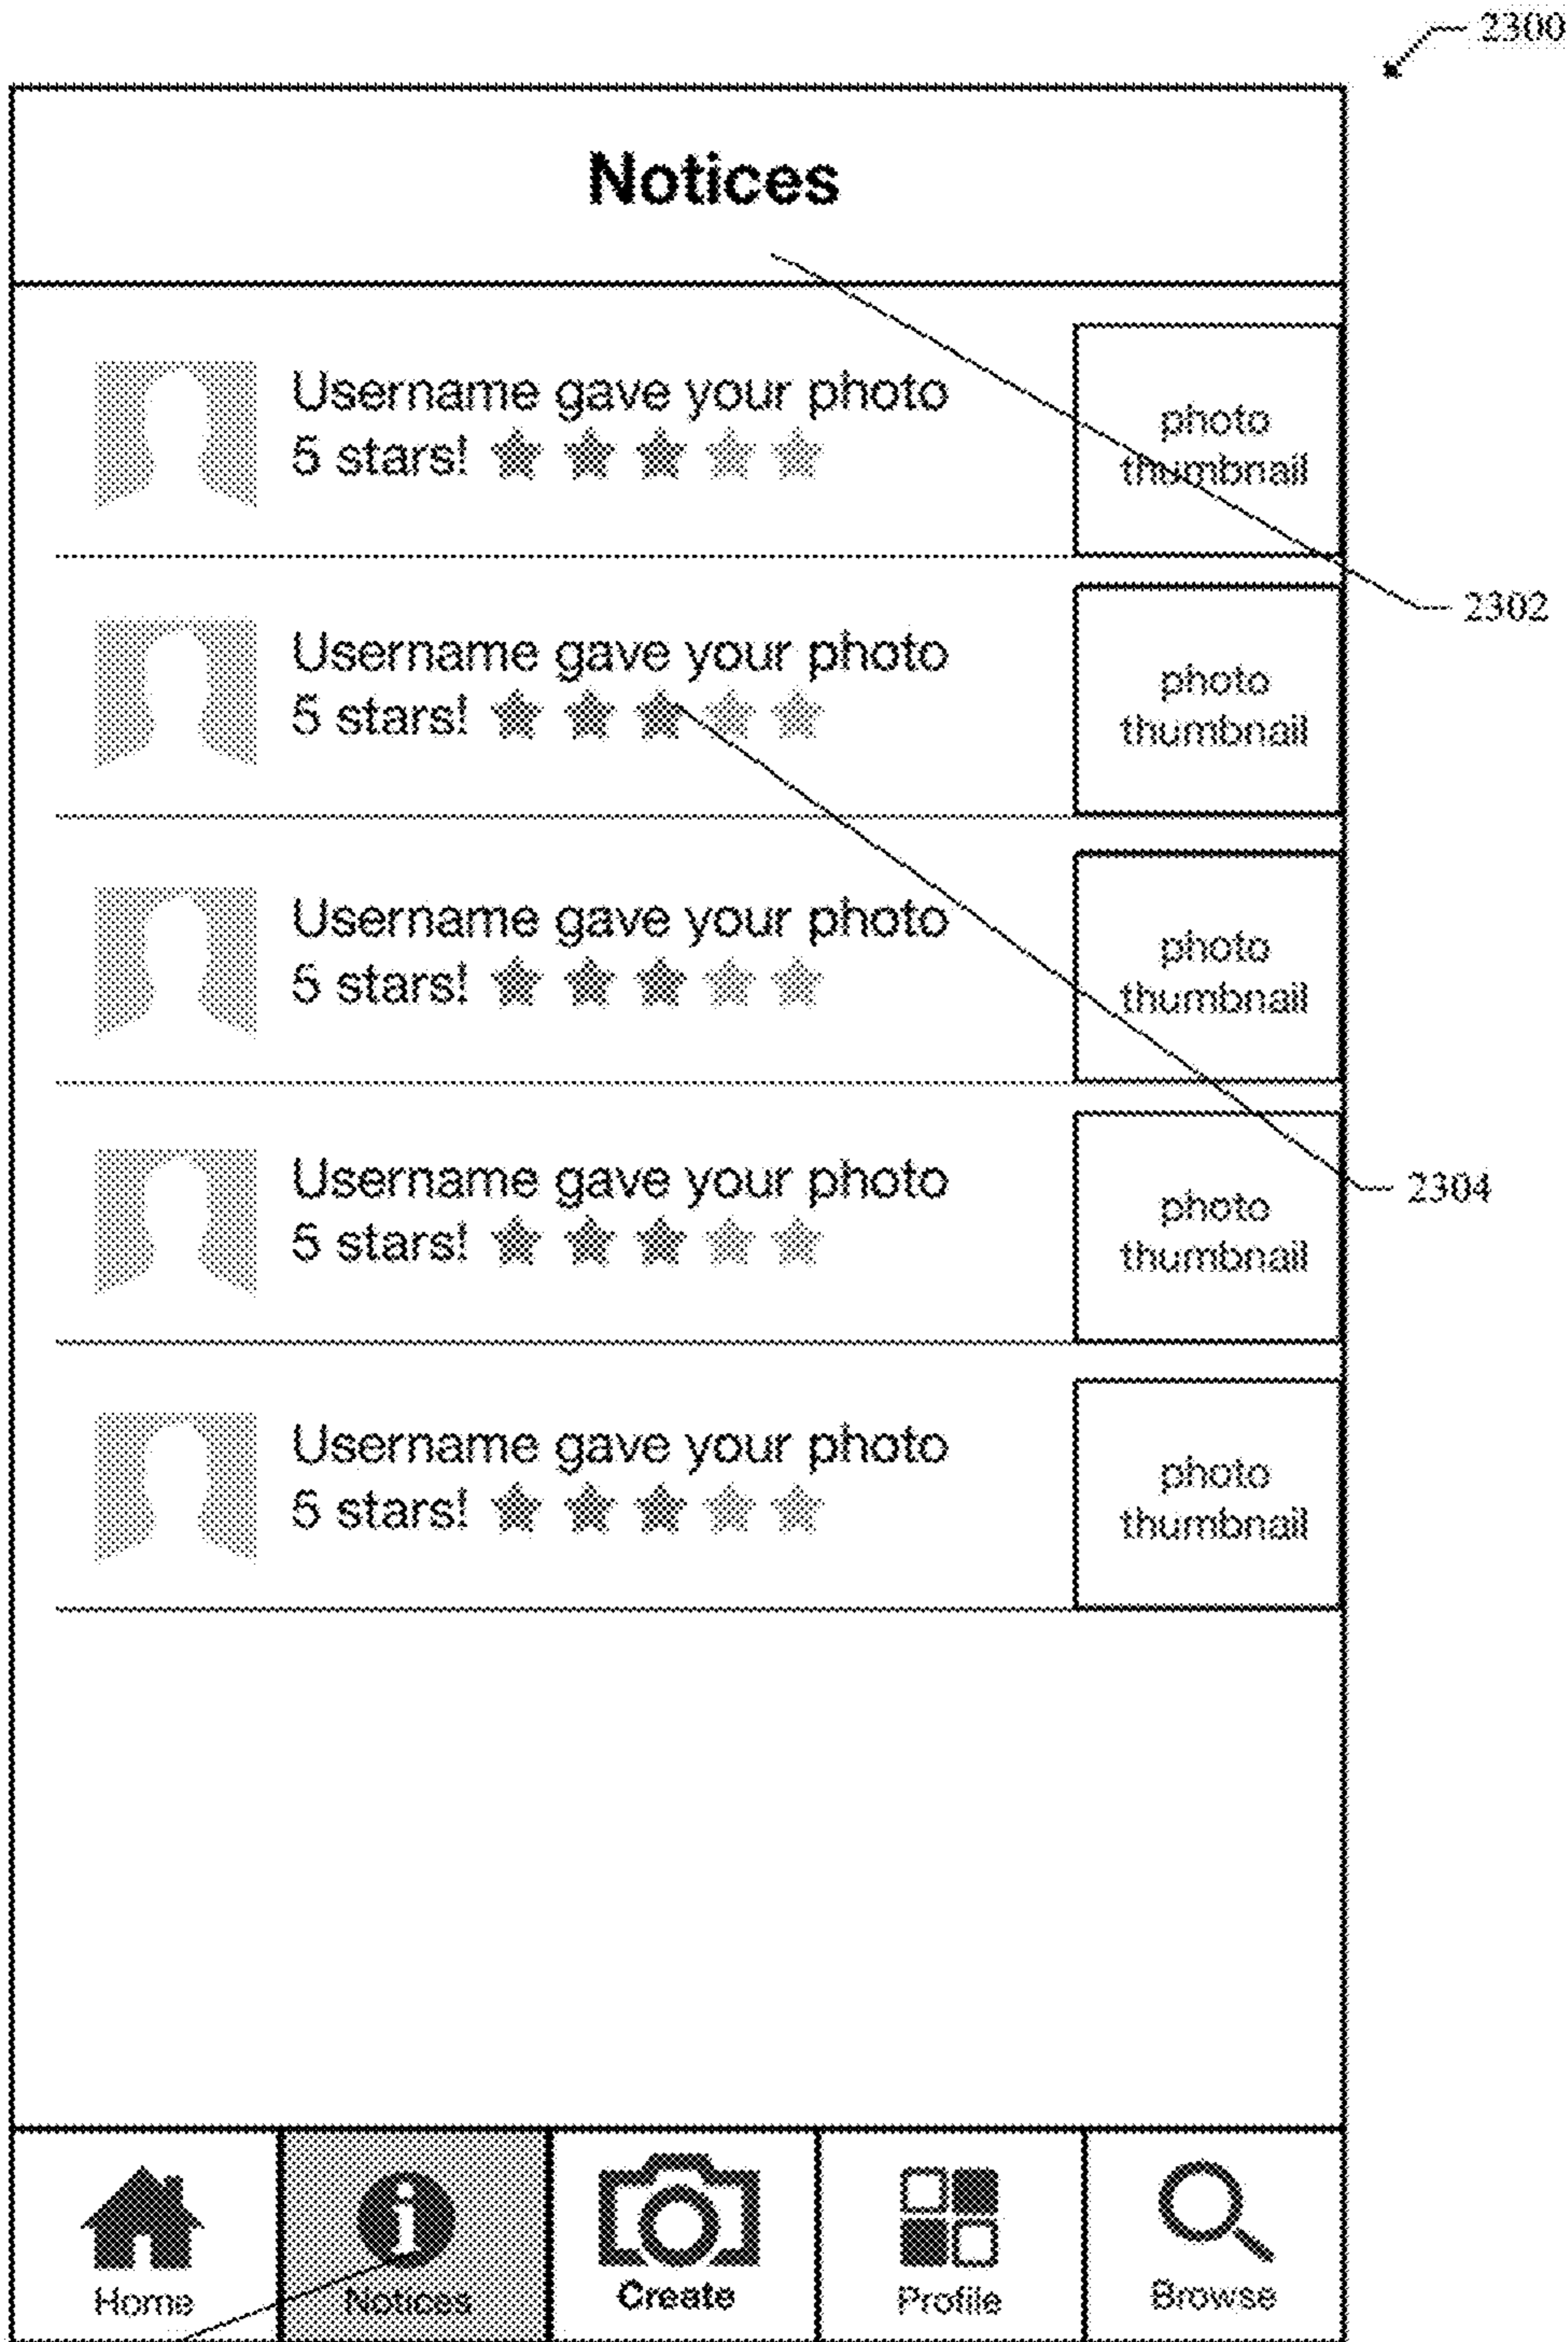 2300
Notices
Username gave your photo
5 stars!
photo
thumbnail
2302
Username gave your photo
5 stars!
photo
thumbnail
Username gave your photo
5 stars!
photo
thumbnail
Username gave your photo
5 stars!
photo
thumbnail
2304
Username gave your photo
5 stars!
photo
thumbnail
Home
Notices
Create
Profile
Browse